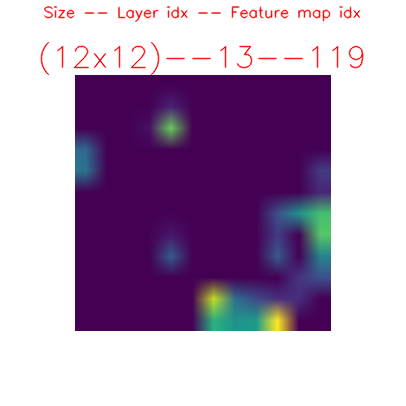 Size -- Layer idx -- Feature map idx
(12x12)--13--119